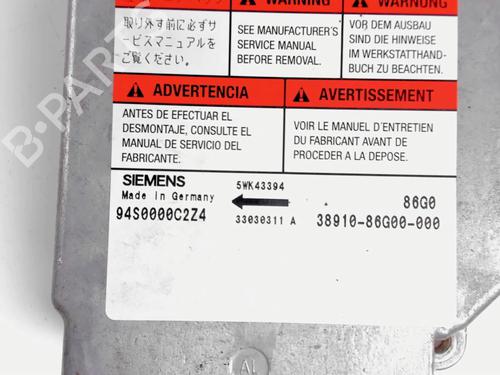 WARNING
WARNUNG
取り外す前に必ずサ
ービスマニュアルを
ご覧ください。
SEE MANUFACTURER'S
SERVICE MANUAL
BEFORE REMOVAL.
VOR DEM AUSBAU
SIND DIE HINWEISE
IM WERKSTATTHAND-
BUCH ZU BEACHTEN.
ADVERTENCIA
AVERTISSEMENT
ANTES DE EFECTUAR EL
DESMONTAJE, CONSULTE EL
MANUAL DE SERVICIO DEL
FABRICANTE.
VOIR LE MANUEL D'ENTRETIEN
DU FABRICANT AVANT DE
PROCEDER A LA DEPOSE.
SIEMENS
Made in Germany
94S0000C2Z4
5WK43394
33030311 A
86G0
38910-86G00-000
B-PARTS